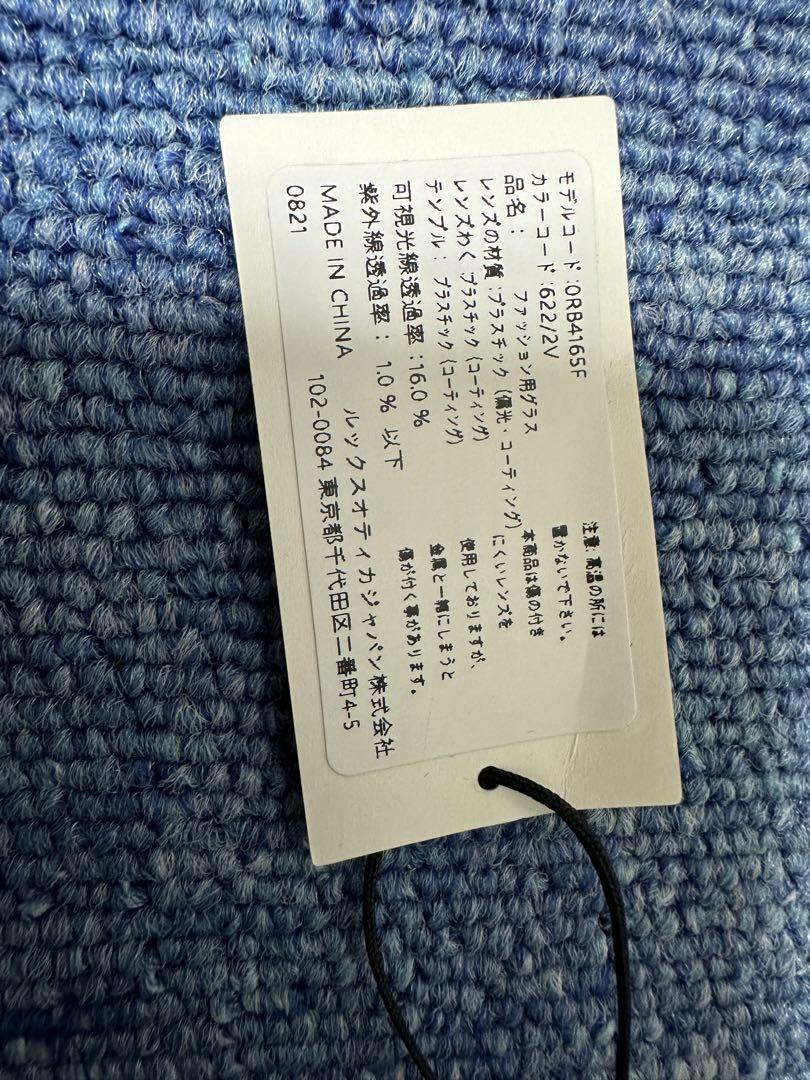 モデルコード :0RB4165F
カラーコード :622/2V
品名: ファッション用グラス
レンズの材質:プラスチック (偏光・コーティング)
レンズわく:プラスチック (コーティング)
テンプル: プラスチック (コーティング)
可視光線透過率:16.0 %
紫外線透過率: 1.0 % 以下
MADE IN CHINA
0821
注意:高温の所には
置かないで下さい。
本商品は傷の付き
にくいレンズを
使用しておりますが、
金属と一緒にしまうと
傷が付く事があります。
ルックスオティカジャパン株式会社
102-0084 東京都千代田区二番町4-5